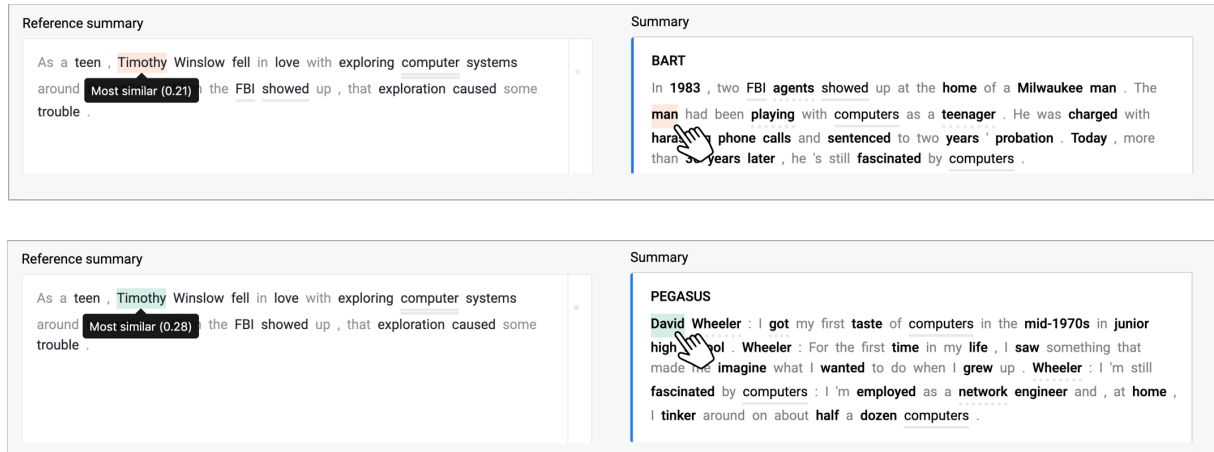 Reference summary
As a teen , Timothy Winslow fell in love with exploring computer systems
around Most similar (0.21) the FBI showed up , that exploration caused some
trouble .
Summary
BART
In 1983 , two FBI agents showed up at the home of a Milwaukee man . The
man had been playing with computers as a teenager . He was charged with
phone calls and sentenced to two years ' probation . Today , more
than years later , he 's still fascinated by computers .
Reference summary
As a teen , Timothy Winslow fell in love with exploring computer systems
around Most similar (0.28) the FBI showed up , that exploration caused some
trouble .
Summary
PEGASUS
David Wheeler : I got my first taste of computers in the mid-1970s in junior
high . Wheeler : For the first time in my life , I saw something that
made me imagine what I wanted to do when I grew up . Wheeler : I 'm still
fascinated by computers : I 'm employed as a network engineer and , at home ,
I tinker around on about half a dozen computers .